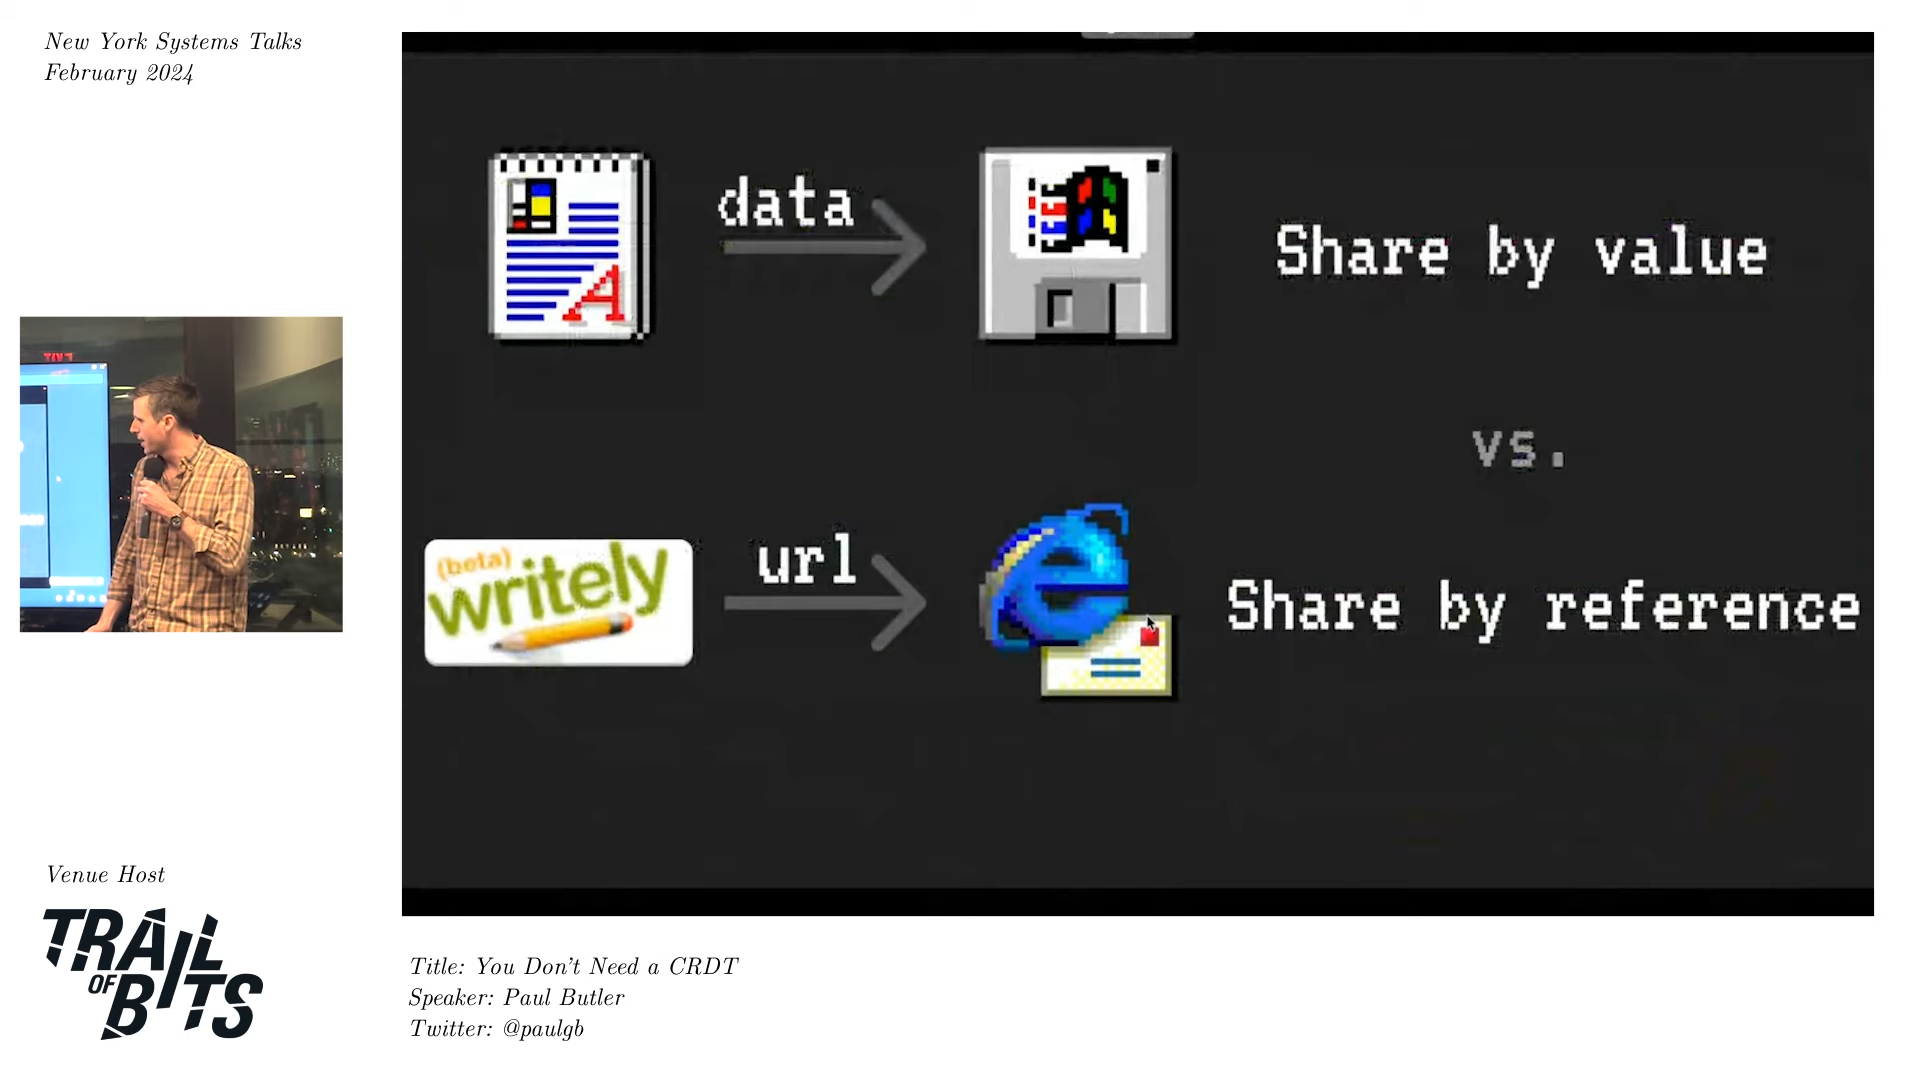 New York Systems Talks
February 2024
data
Share by value
vs.
(beta)
writely
url
Share by reference
Venue Host
TRAIL
OF
BITS
Title: You Don't Need a CRDT
Speaker: Paul Butler
Twitter: @paulgb